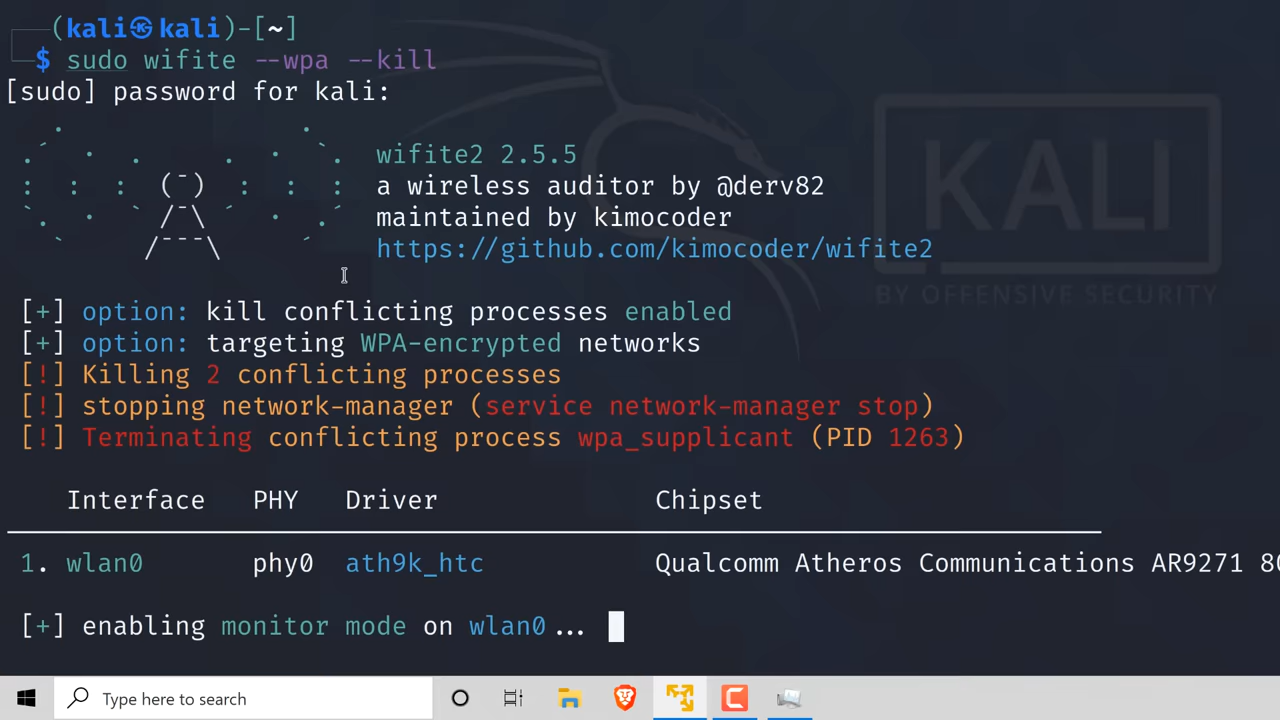 (kali㉿kali)-[~]
$ sudo wifite --wpa --kill
[sudo] password for kali:
wifite2 2.5.5
a wireless auditor by @derv82
maintained by kimocoder
https://github.com/kimocoder/wifite2
KALI
BY OFFENSIVE SECURITY
[+] option: kill conflicting processes enabled
[+] option: targeting WPA-encrypted networks
[!] Killing 2 conflicting processes
[!] stopping network-manager (service network-manager stop)
[!] Terminating conflicting process wpa_supplicant (PID 1263)
Interface PHY Driver Chipset
1. wlan0 phy0 ath9k_htc Qualcomm Atheros Communications AR9271 80
[+] enabling monitor mode on wlan0...
Type here to search